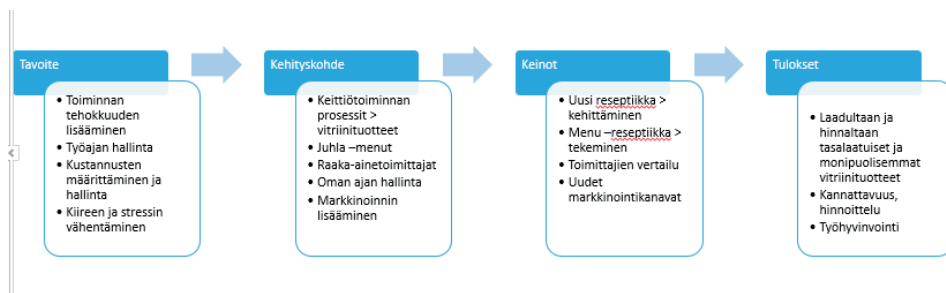 Tavoite
• Toiminnan
tehokkuuden
lisääminen
• Työajan hallinta
• Kustannusten
määrittäminen ja
hallinta
• Kiireen ja stressin
vähentäminen
Kehityskohde
• Keittiötoiminnan
prosessit >
vitriinituotteet
• Juhla –menut
• Raaka-ainetoimittajat
• Oman ajan hallinta
• Markkinoinnin
lisääminen
Keinot
• Uusi reseptiikka >
kehittäminen
• Menu –reseptiikka >
tekeminen
• Toimittajien vertailu
• Uudet
markkinointikanavat
Tulokset
• Laadultaan ja
hinnaltaan
tasalaatuiset ja
monipuolisemmat
vitriinituotteet
• Kannattavuus,
hinnoittelu
• Työhyvinvointi